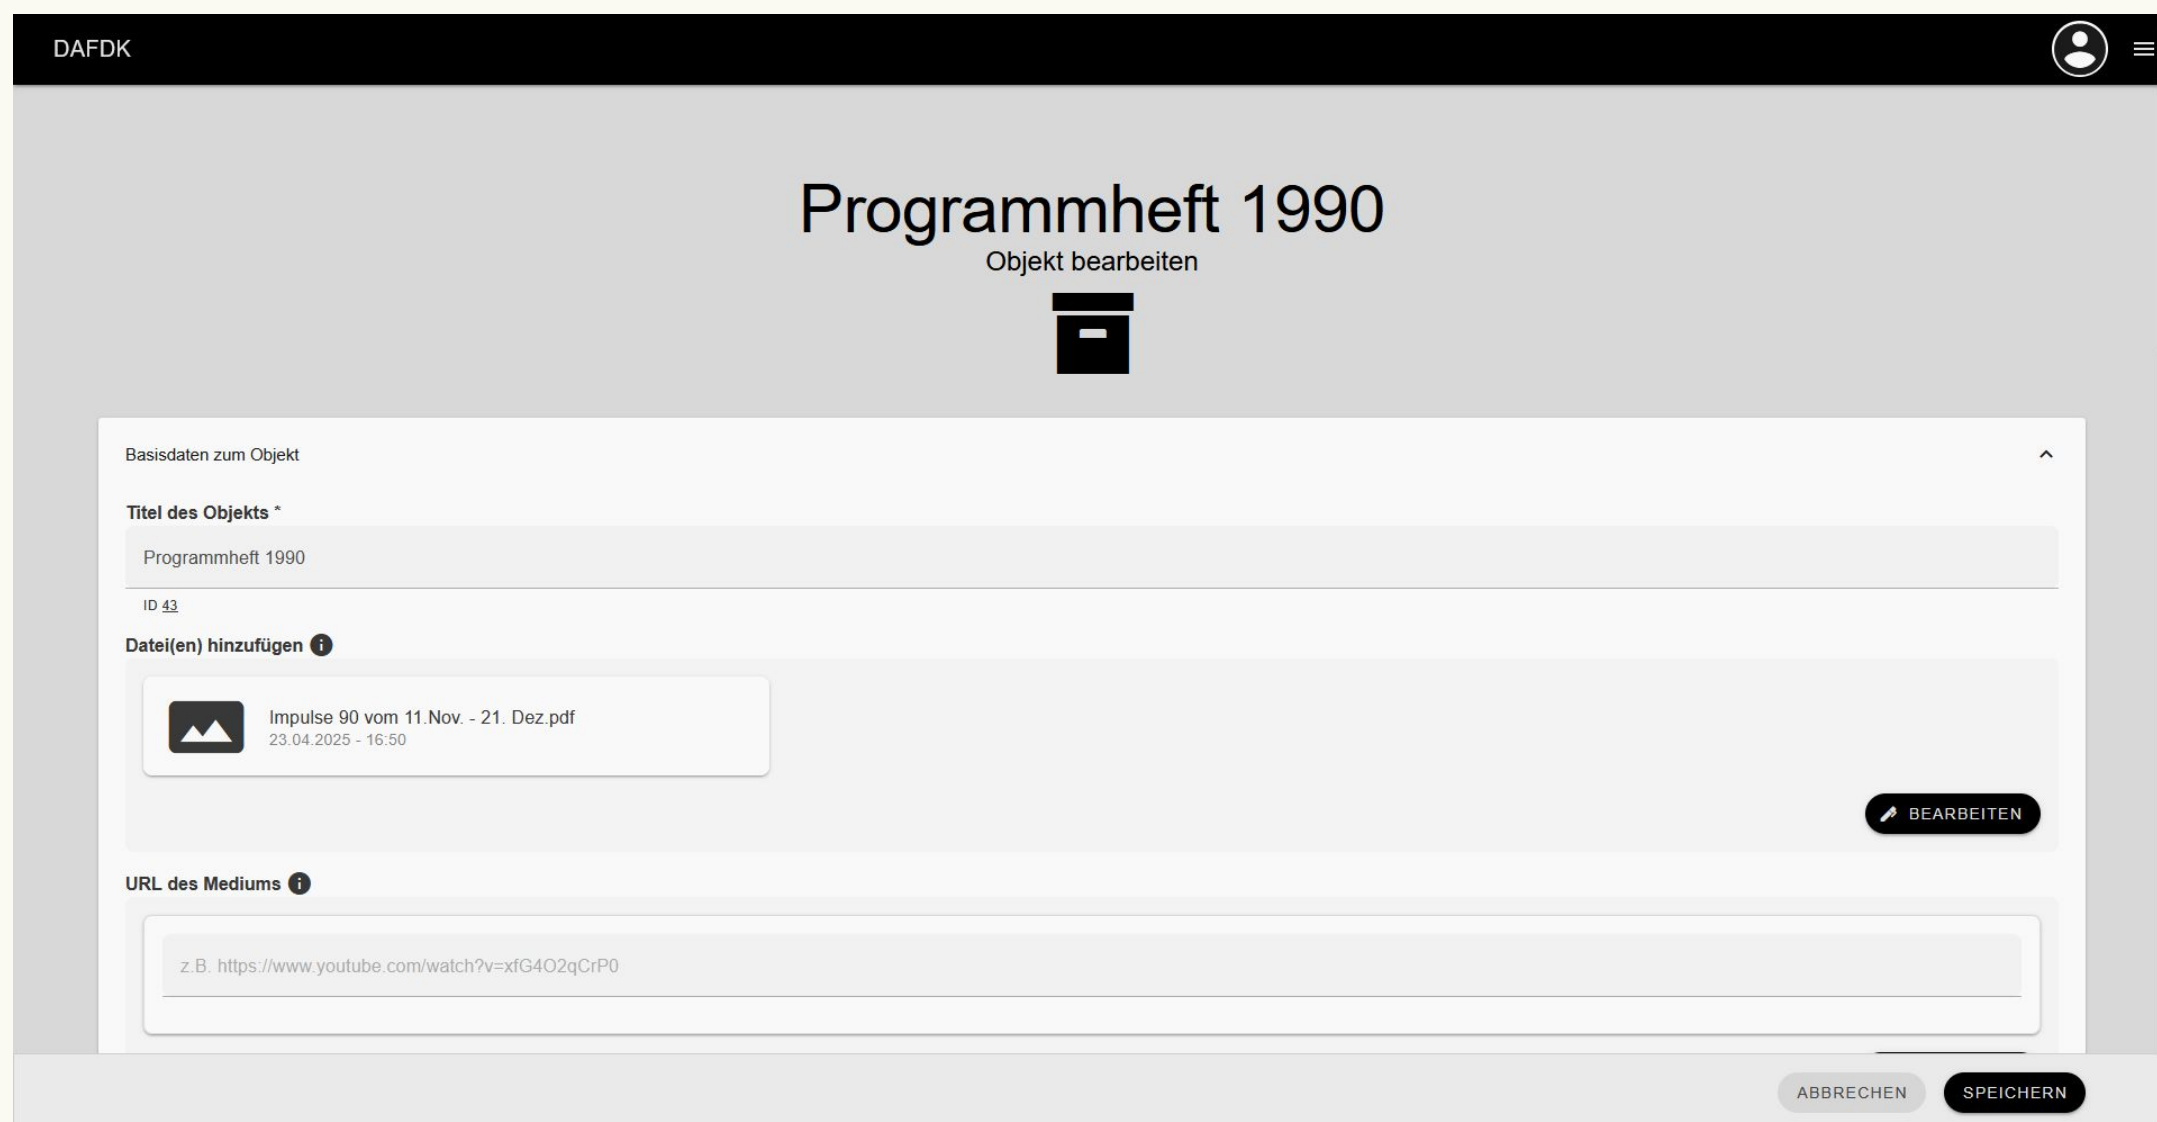 DAFDK
Programmheft 1990
Objekt bearbeiten
Basisdaten zum Objekt
Titel des Objekts *
Programmheft 1990
ID 43
Datei(en) hinzufügen
Impulse 90 vom 11.Nov. - 21. Dez.pdf
23.04.2025 - 16:50
BEARBEITEN
URL des Mediums
z.B. https://www.youtube.com/watch?v=xfG4O2qCrP0
ABBRECHEN
SPEICHERN